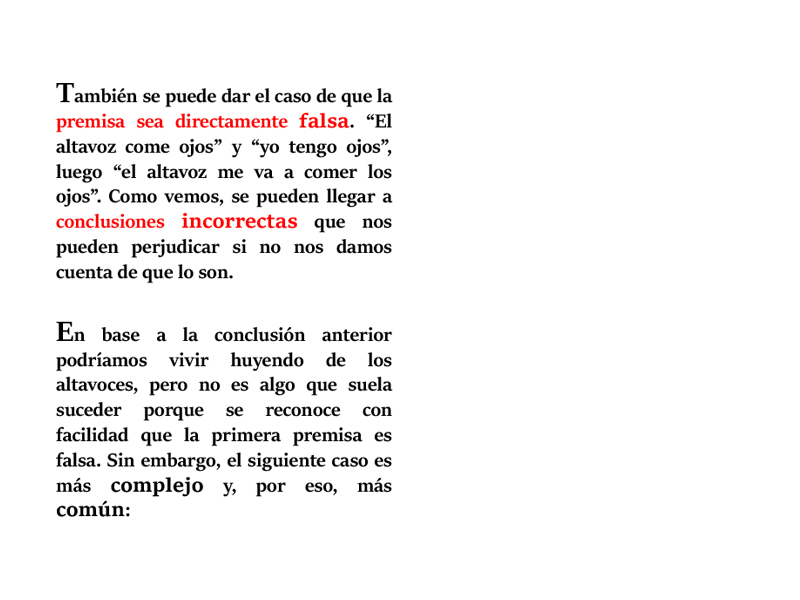 También se puede dar el caso de que la
premisa sea directamente falsa. “El
altavoz come ojos” y “yo tengo ojos”,
luego “el altavoz me va a comer los
ojos”. Como vemos, se pueden llegar a
conclusiones incorrectas que nos
pueden perjudicar si no nos damos
cuenta de que lo son.
En base a la conclusión anterior
podríamos vivir huyendo de los
altavoces, pero no es algo que suela
suceder porque se reconoce con
facilidad que la primera premisa es
falsa. Sin embargo, el siguiente caso es
más complejo y, por eso, más
común: